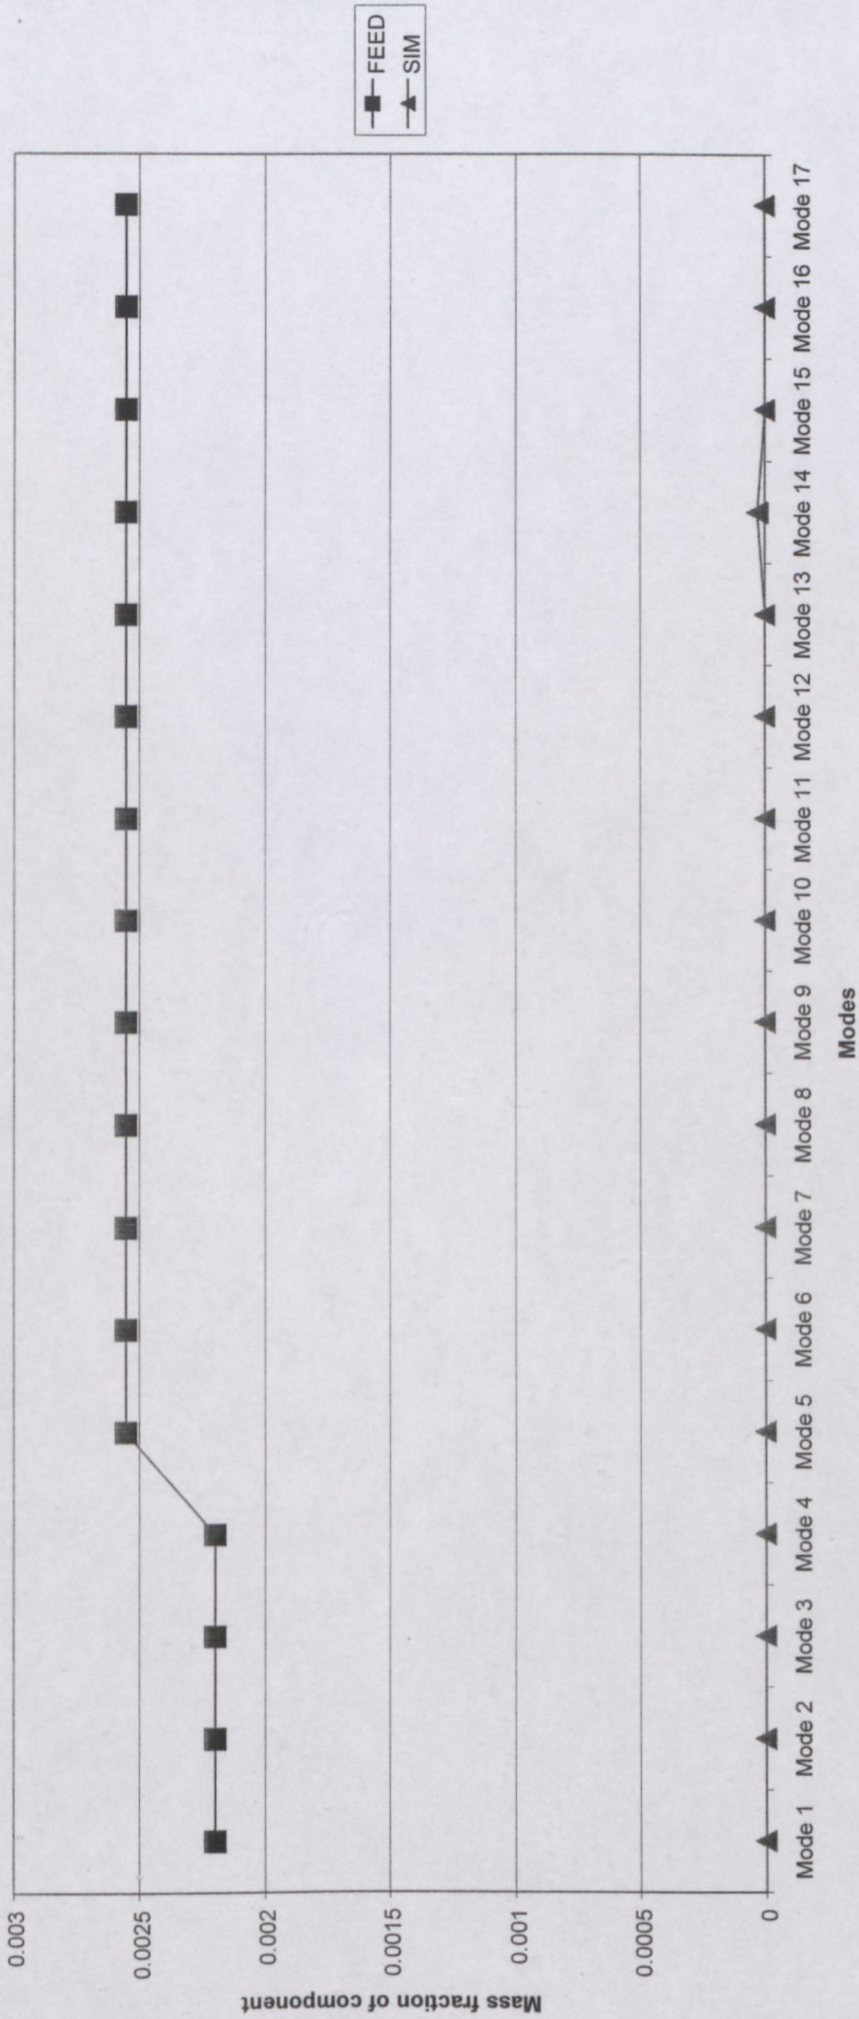 0.003
0.0025
0.002
0.0015
0.001
0.0005
0
Mass fraction of component
Mode 1
Mode 2
Mode 3
Mode 4
Mode 5
Mode 6
Mode 7
Mode 8
Mode 9
Mode 10
Mode 11
Mode 12
Mode 13
Mode 14
Mode 15
Mode 16
Mode 17
Modes
FEED
SIM